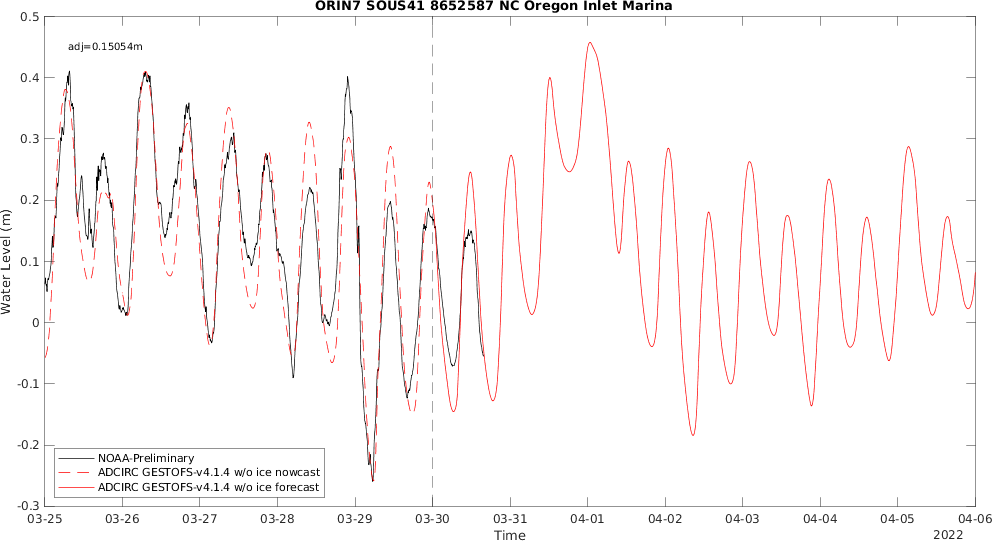 ORIN7 SOUS41 8652587 NC Oregon Inlet Marina
adj=0.15054m
0.5
0.4
0.3
0.2
0.1
0
-0.1
-0.2
-0.3
Water Level (m)
NOAA-Preliminary
ADCIRC GESTOFS-v4.1.4 w/o ice nowcast
ADCIRC GESTOFS-v4.1.4 w/o ice forecast
03-25 03-26 03-27 03-28 03-29 03-30 03-31 04-01 04-02 04-03 04-04 04-05 04-06
Time
2022